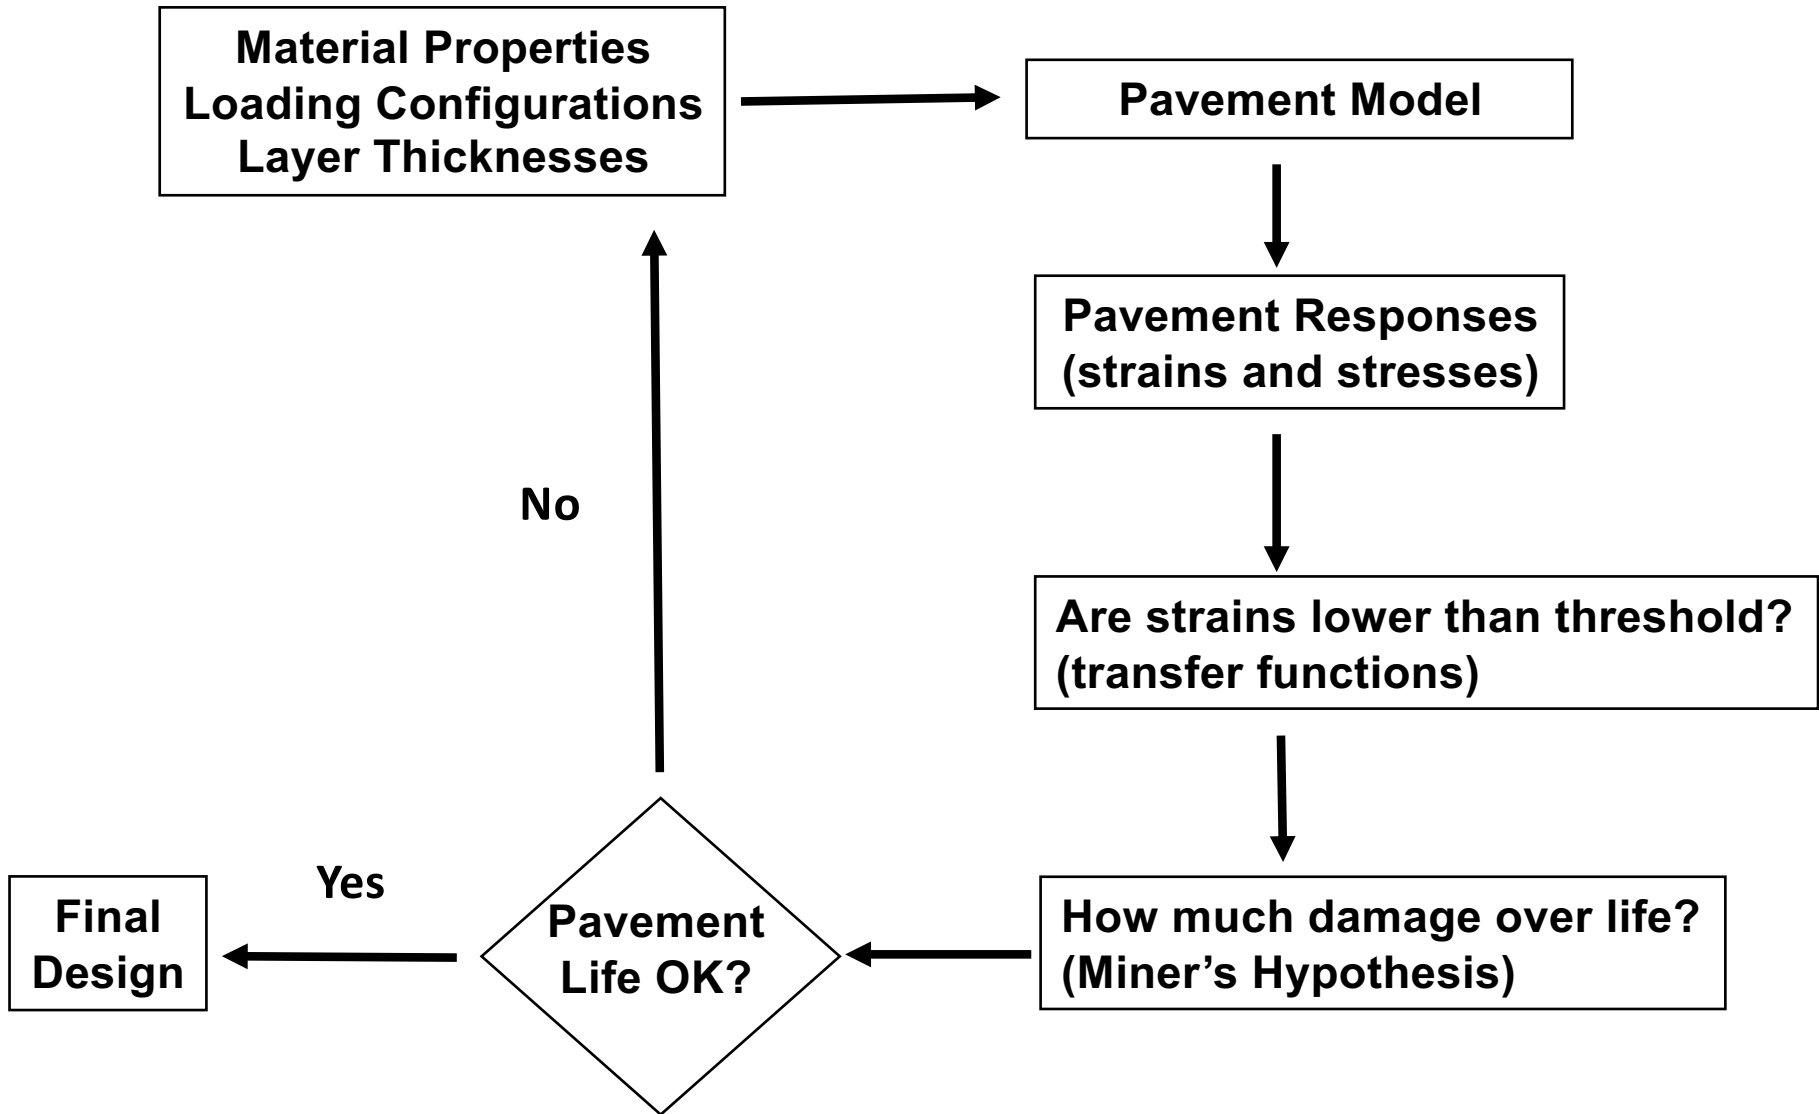 Material Properties
Loading Configurations
Layer Thicknesses
Pavement Model
Pavement Responses
(strains and stresses)
Are strains lower than threshold?
(transfer functions)
How much damage over life?
(Miner’s Hypothesis)
Pavement
Life OK?
No
Yes
Final
Design